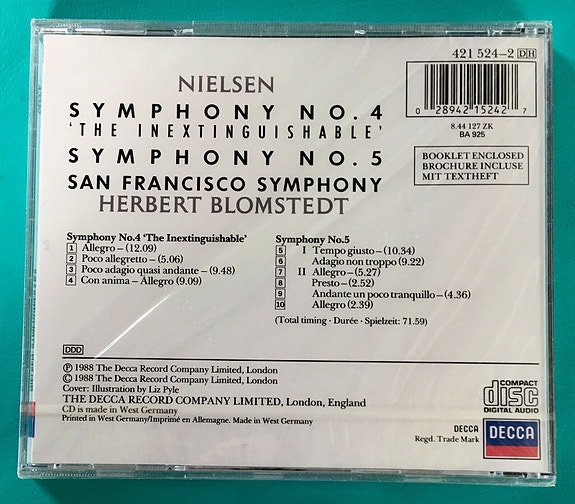 421 524-2 DH
NIELSEN
SYMPHONY NO. 4
'THE INEXTINGUISHABLE'
SYMPHONY NO. 5
SAN FRANCISCO SYMPHONY
HERBERT BLOMSTEDT
0 28942 15242 7
8.44 127 ZK
BA 925
BOOKLET ENCLOSED
BROCHURE INCLUSE
MIT TEXTHEFT
Symphony No.4 'The Inextinguishable'
1 Allegro – (12.09)
2 Poco allegretto – (5.06)
3 Poco adagio quasi andante – (9.48)
4 Con anima – Allegro (9.09)
Symphony No.5
5 I Tempo giusto – (10.34)
6 Adagio non troppo (9.22)
7 II Allegro – (5.27)
8 Presto – (2.52)
9 Andante un poco tranquillo – (4.36)
10 Allegro (2.39)
(Total timing · Durée · Spielzeit: 71.59)
DDD
Ⓟ 1988 The Decca Record Company Limited, London
© 1988 The Decca Record Company Limited, London
Cover: Illustration by Liz Pyle
THE DECCA RECORD COMPANY LIMITED, London, England
CD is made in West Germany
Printed in West Germany/Imprimé en Allemagne. Made in West Germany
COMPACT
disc
DIGITAL AUDIO
DECCA
Regd. Trade Mark
DECCA